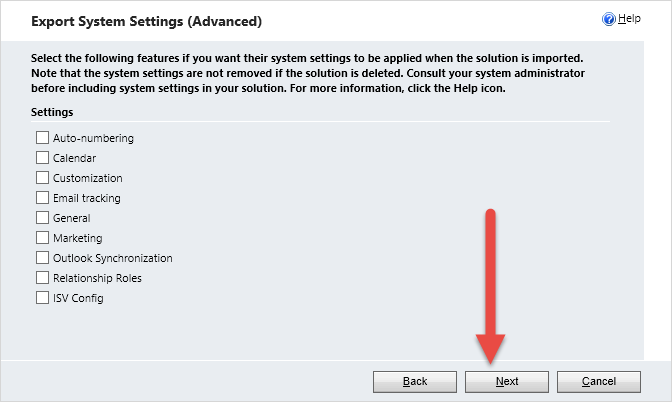 Export System Settings (Advanced)
Help
Select the following features if you want their system settings to be applied when the solution is imported.
Note that the system settings are not removed if the solution is deleted. Consult your system administrator
before including system settings in your solution. For more information, click the Help icon.
Settings
Auto-numbering
Calendar
Customization
Email tracking
General
Marketing
Outlook Synchronization
Relationship Roles
ISV Config
Back
Next
Cancel